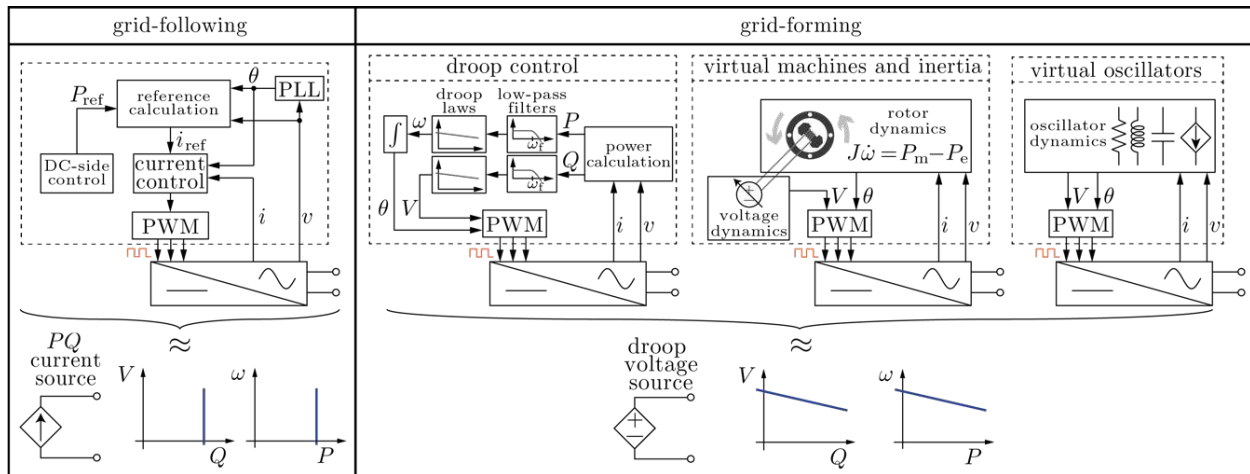 grid-following
grid-forming
θ
PLL
P_ref
reference
calculation
i_ref
DC-side
control
current
control
PWM
i
v
≈
PQ
current
source
V
Q
ω
P
droop control
droop
laws
low-pass
filters
∫
ω
ω_f
P
ω_f
Q
power
calculation
θ
V
PWM
i
v
virtual machines and inertia
rotor
dynamics
Jω̇ = P_m − P_e
V
θ
voltage
dynamics
PWM
i
v
virtual oscillators
oscillator
dynamics
V
θ
PWM
i
v
≈
droop
voltage
source
V
Q
ω
P